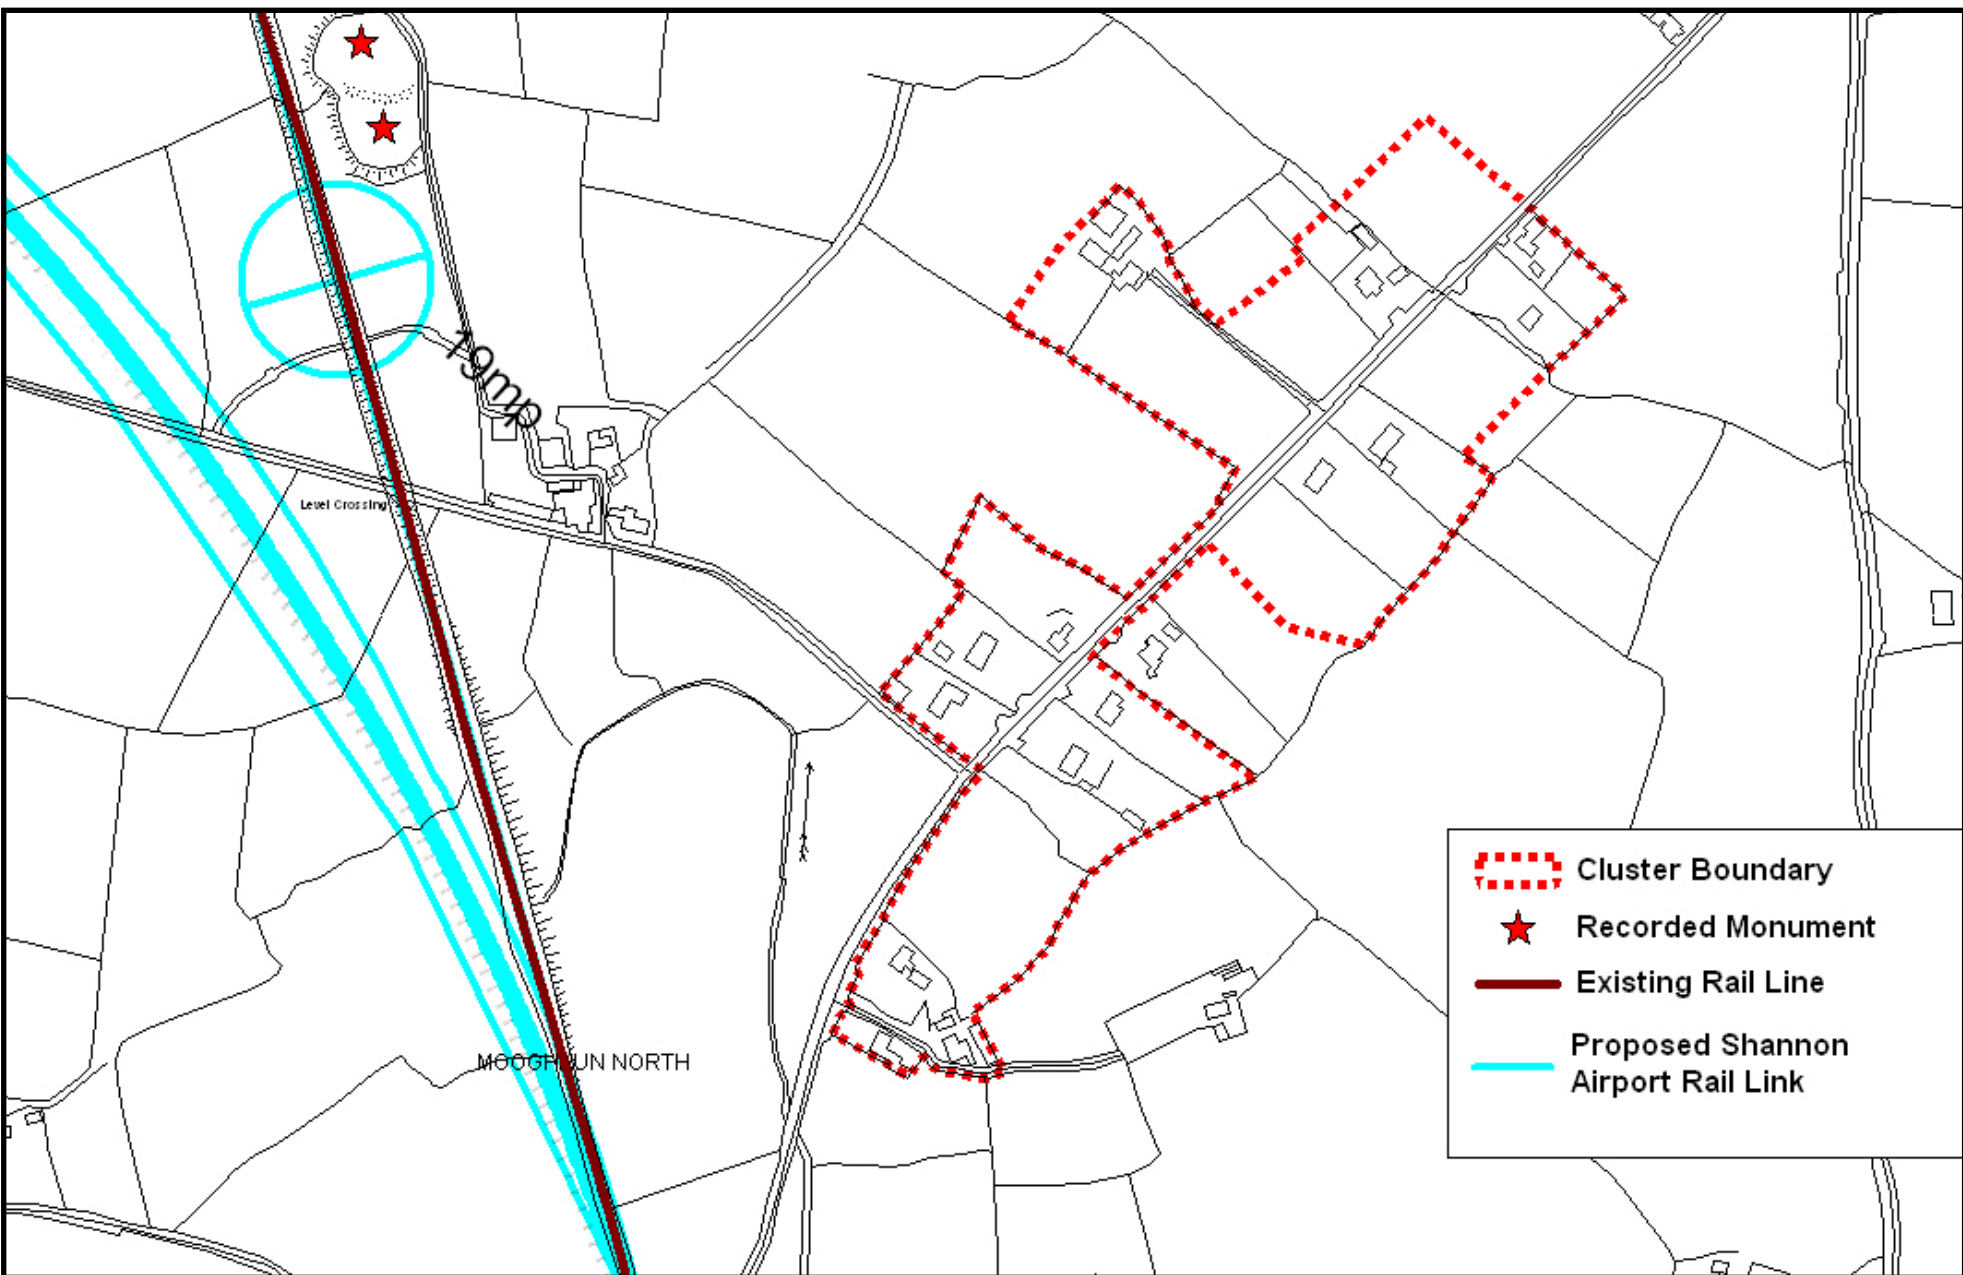 19mp
Level Crossing
MOOGHAUN NORTH
Cluster Boundary
Recorded Monument
Existing Rail Line
Proposed Shannon
Airport Rail Link